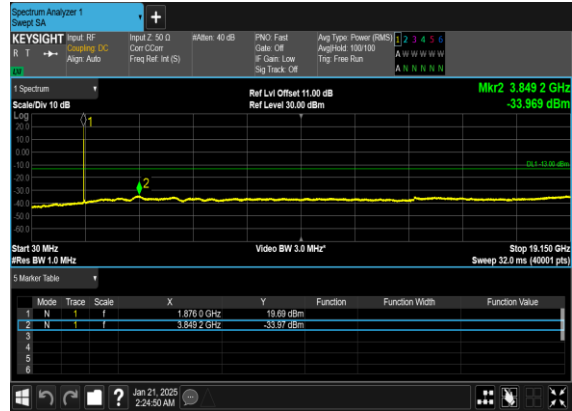 Spectrum Analyzer 1
Swept SA
+
KEYSIGHT Input: RF Input Z: 50 Ω #Atten: 40 dB PNO: Fast Avg Type: Power (RMS) 1 2 3 4 5 6
R T Coupling: DC Corr CCorr Gate: Off Avg|Hold: 100/100 A W W W W W
Align: Auto Freq Ref: Int (S) IF Gain: Low Trig: Free Run A N N N N N
Sig Track: Off
1 Spectrum
Ref Lvl Offset 11.00 dB Mkr2 3.849 2 GHz
Scale/Div 10 dB Ref Level 30.00 dBm -33.969 dBm
Log
1
20.0
10.0
0.00
-10.0
DL1 -13.00 dBm
-20.0
2
-30.0
-40.0
-50.0
-60.0
Start 30 MHz Video BW 3.0 MHz* Stop 19.150 GHz
#Res BW 1.0 MHz Sweep 32.0 ms (40001 pts)
5 Marker Table
Mode Trace Scale X Y Function Function Width Function Value
1 N 1 f 1.876 0 GHz 19.69 dBm
2 N 1 f 3.849 2 GHz -33.97 dBm
3
4
5
6
? Jan 21, 2025
2:24:50 AM